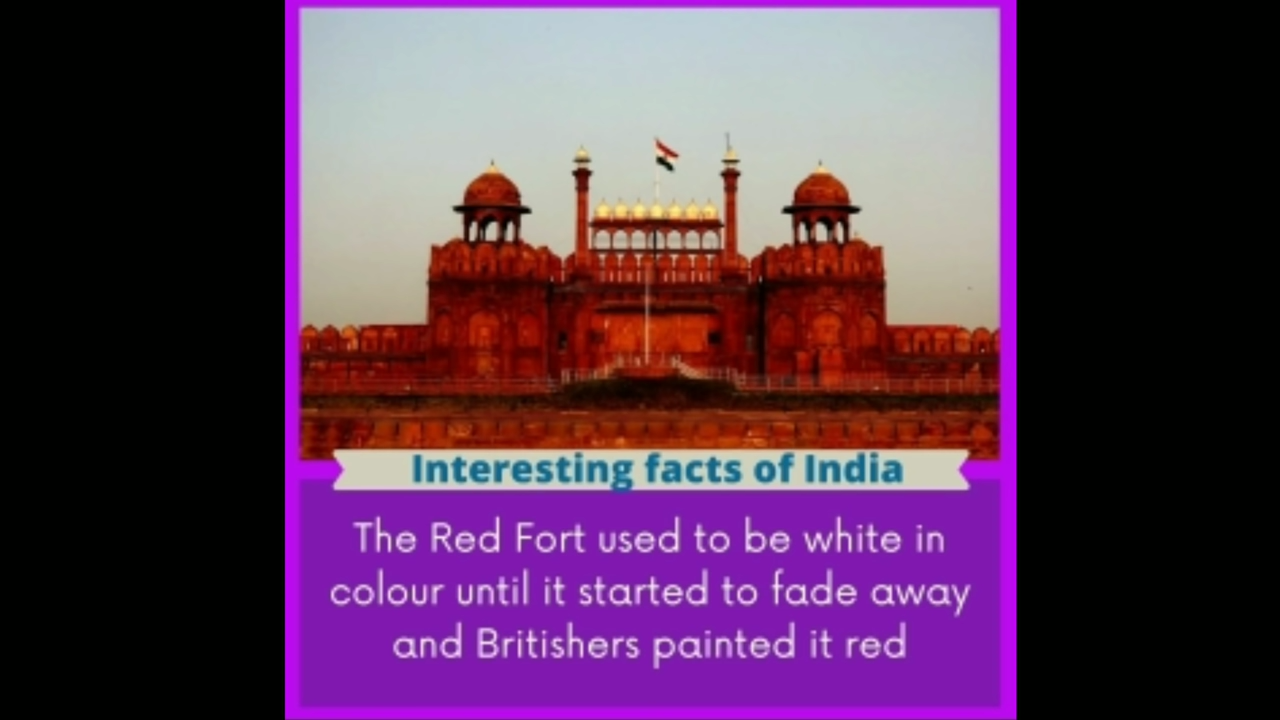 Interesting facts of India
The Red Fort used to be white in
colour until it started to fade away
and Britishers painted it red